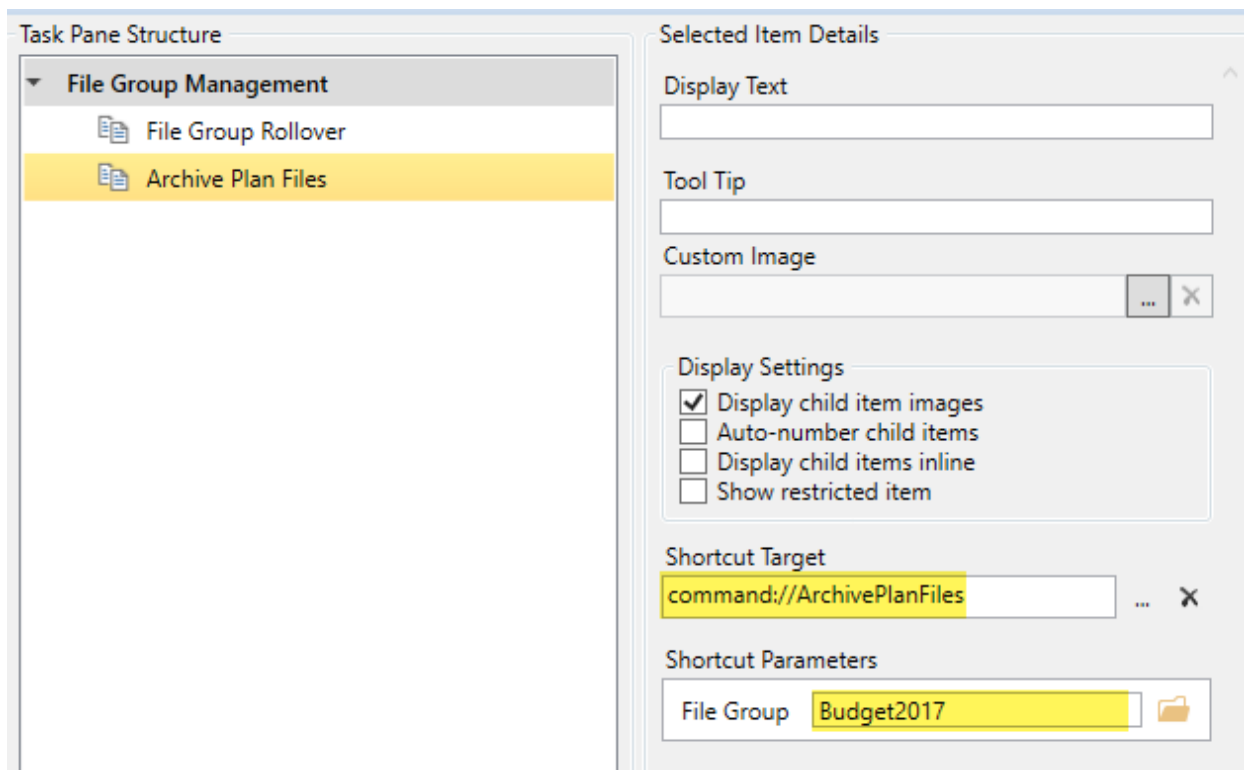 Task Pane Structure
File Group Management
File Group Rollover
Archive Plan Files
Selected Item Details
Display Text
Tool Tip
Custom Image
...
Display Settings
Display child item images
Auto-number child items
Display child items inline
Show restricted item
Shortcut Target
command://ArchivePlanFiles
...
Shortcut Parameters
File Group Budget2017